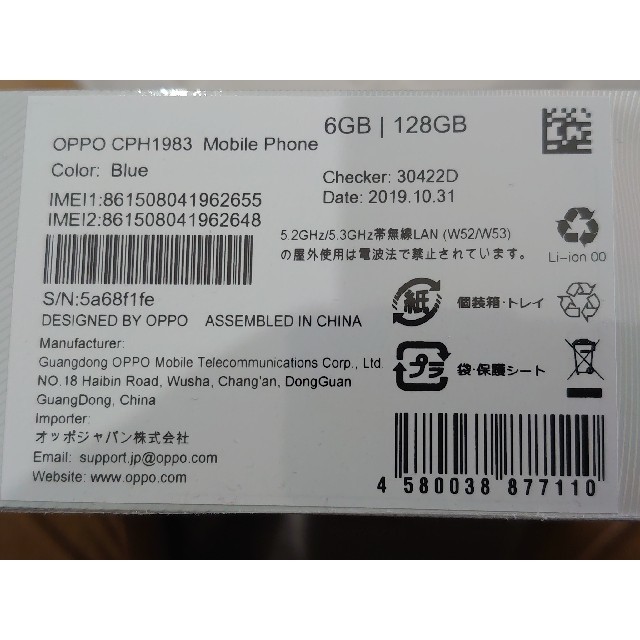 OPPO CPH1983 Mobile Phone
6GB | 128GB
Color: Blue
Checker: 30422D
Date: 2019.10.31
IMEI1:861508041962655
IMEI2:861508041962648
5.2GHz/5.3GHz帯無線LAN (W52/W53)
の屋外使用は電波法で禁止されています。
Li-ion 00
S/N:5a68f1fe
DESIGNED BY OPPO ASSEMBLED IN CHINA
紙
個装箱・トレイ
プラ
袋・保護シート
Manufacturer:
Guangdong OPPO Mobile Telecommunications Corp., Ltd.
NO.18 Haibin Road, Wusha, Chang'an, DongGuan
GuangDong, China
Importer:
オッポジャパン株式会社
Email: support.jp@oppo.com
Website: www.oppo.com
4 580038 877110